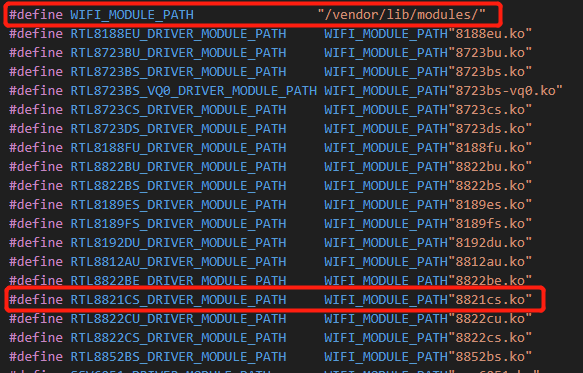 #define WIFI_MODULE_PATH "/vendor/lib/modules/"
#define RTL8188EU_DRIVER_MODULE_PATH WIFI_MODULE_PATH"8188eu.ko"
#define RTL8723BU_DRIVER_MODULE_PATH WIFI_MODULE_PATH"8723bu.ko"
#define RTL8723BS_DRIVER_MODULE_PATH WIFI_MODULE_PATH"8723bs.ko"
#define RTL8723BS_VQ0_DRIVER_MODULE_PATH WIFI_MODULE_PATH"8723bs-vq0.ko"
#define RTL8723CS_DRIVER_MODULE_PATH WIFI_MODULE_PATH"8723cs.ko"
#define RTL8723DS_DRIVER_MODULE_PATH WIFI_MODULE_PATH"8723ds.ko"
#define RTL8188FU_DRIVER_MODULE_PATH WIFI_MODULE_PATH"8188fu.ko"
#define RTL8822BU_DRIVER_MODULE_PATH WIFI_MODULE_PATH"8822bu.ko"
#define RTL8822BS_DRIVER_MODULE_PATH WIFI_MODULE_PATH"8822bs.ko"
#define RTL8189ES_DRIVER_MODULE_PATH WIFI_MODULE_PATH"8189es.ko"
#define RTL8189FS_DRIVER_MODULE_PATH WIFI_MODULE_PATH"8189fs.ko"
#define RTL8192DU_DRIVER_MODULE_PATH WIFI_MODULE_PATH"8192du.ko"
#define RTL8812AU_DRIVER_MODULE_PATH WIFI_MODULE_PATH"8812au.ko"
#define RTL8822BE_DRIVER_MODULE_PATH WIFI_MODULE_PATH"8822be.ko"
#define RTL8821CS_DRIVER_MODULE_PATH WIFI_MODULE_PATH"8821cs.ko"
#define RTL8822CU_DRIVER_MODULE_PATH WIFI_MODULE_PATH"8822cu.ko"
#define RTL8822CS_DRIVER_MODULE_PATH WIFI_MODULE_PATH"8822cs.ko"
#define RTL8852BS_DRIVER_MODULE_PATH WIFI_MODULE_PATH"8852bs.ko"